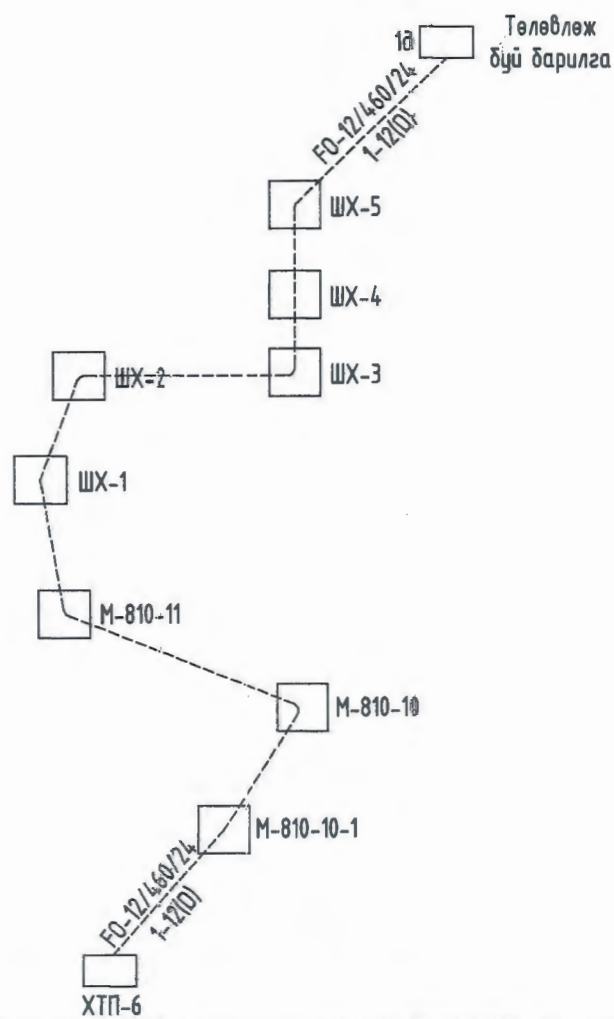 1д
Төлөвлөж
буй барилга
FO-12/460/24
1-12(D)
ШХ-5
ШХ-4
ШХ-3
ШХ-2
ШХ-1
М-810-11
М-810-10
М-810-10-1
FO-12/460/24
1-12(D)
ХТП-6